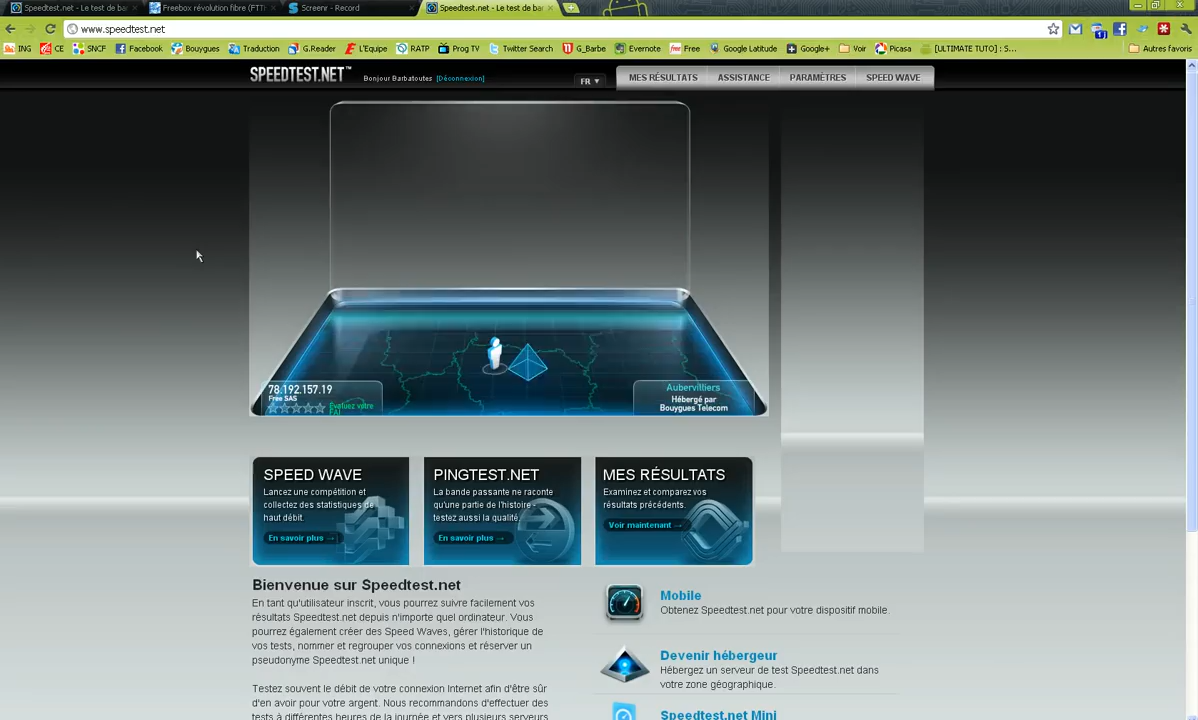 Speedtest.net - Le test de ba
Freebox révolution fibre (FTT
Screenr - Record
Speedtest.net - Le test de bar
www.speedtest.net
ING
CE
SNCF
Facebook
Bouygues
Traduction
G.Reader
L'Equipe
RATP
Prog TV
Twitter Search
G_Barbe
Evernote
Free
Google Latitude
Google+
Voir
Picasa
[ULTIMATE TUTO] : S...
Autres favoris
SPEEDTEST.NET™
Bonjour Barbatoutes [Déconnexion]
FR
MES RÉSULTATS
ASSISTANCE
PARAMÈTRES
SPEED WAVE
78.192.157.19
Free SAS
Evaluez votre
FAI
Aubervilliers
Hébergé par
Bouygues Telecom
SPEED WAVE
Lancez une compétition et
collectez des statistiques de
haut débit.
En savoir plus →
PINGTEST.NET
La bande passante ne raconte
qu'une partie de l'histoire -
testez aussi la qualité.
En savoir plus →
MES RÉSULTATS
Examinez et comparez vos
résultats précédents.
Voir maintenant →
Bienvenue sur Speedtest.net
En tant qu'utilisateur inscrit, vous pourrez suivre facilement vos
résultats Speedtest.net depuis n'importe quel ordinateur. Vous
pourrez également créer des Speed Waves, gérer l'historique de
vos tests, nommer et regrouper vos connexions et réserver un
pseudonyme Speedtest.net unique !
Testez souvent le débit de votre connexion Internet afin d'être sûr
d'en avoir pour votre argent. Nous recommandons d'effectuer des
tests à différentes heures de la journée et vers plusieurs serveurs
Mobile
Obtenez Speedtest.net pour votre dispositif mobile.
Devenir hébergeur
Hébergez un serveur de test Speedtest.net dans
votre zone géographique.
Speedtest.net Mini